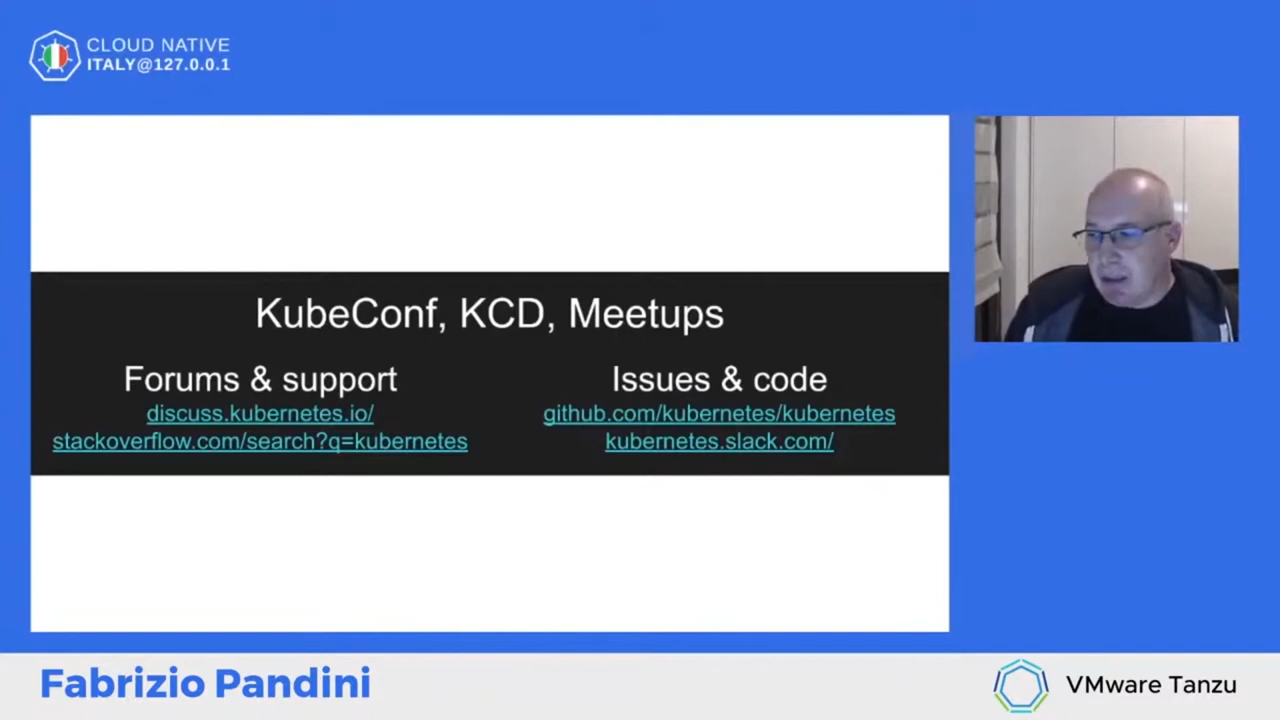 CLOUD NATIVE
ITALY@127.0.0.1
KubeConf, KCD, Meetups
Forums & support
discuss.kubernetes.io/
stackoverflow.com/search?q=kubernetes
Issues & code
github.com/kubernetes/kubernetes
kubernetes.slack.com/
Fabrizio Pandini
VMware Tanzu